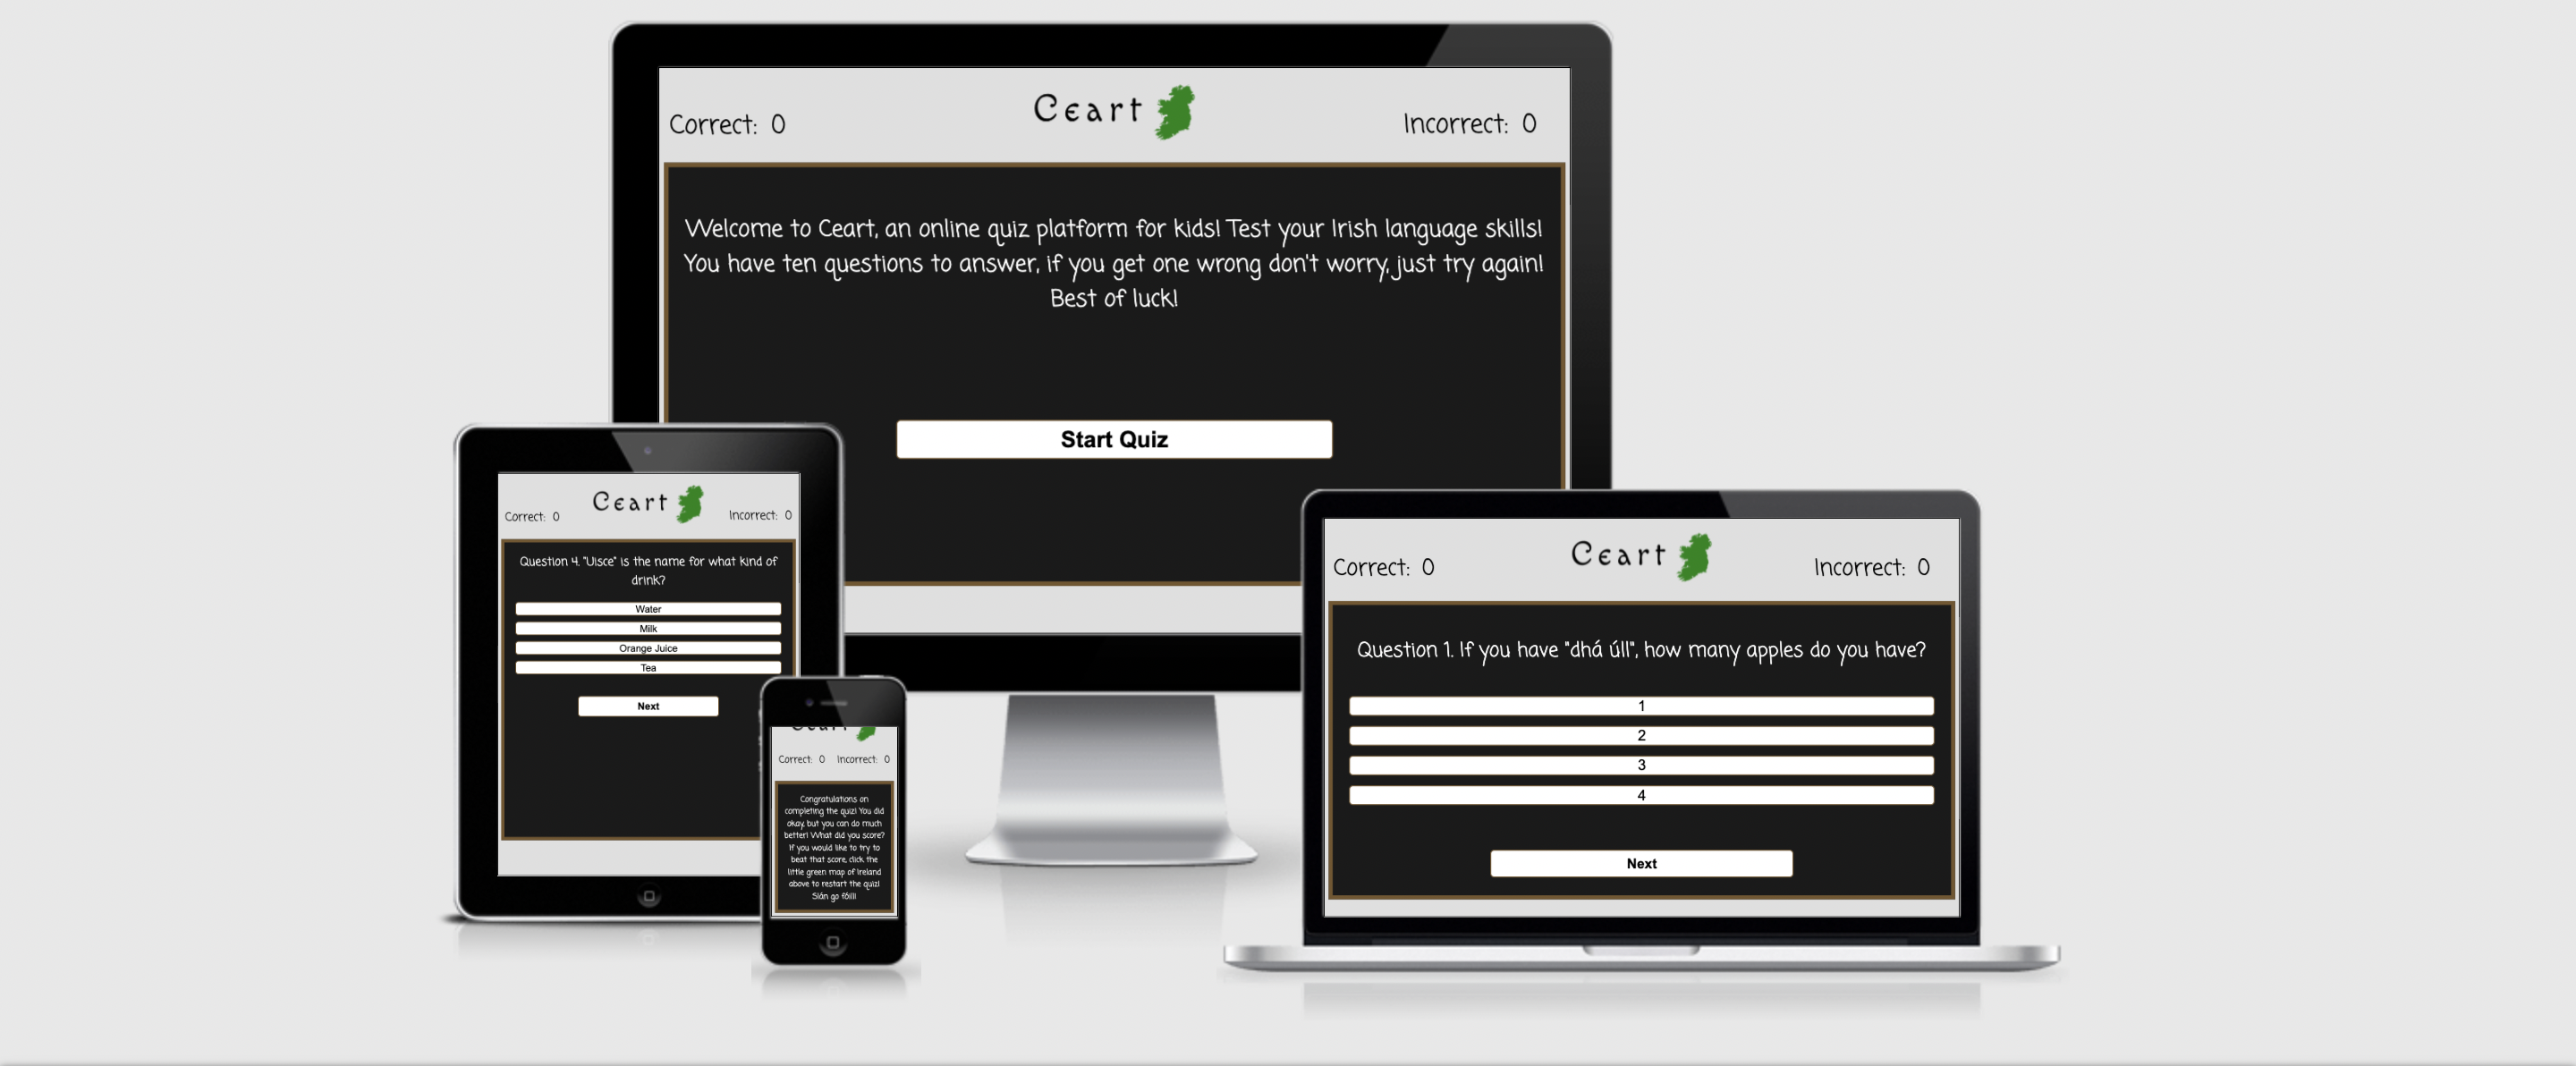 Correct: 0
Ceart
Incorrect: 0
Welcome to Ceart, an online quiz platform for kids! Test your Irish language skills!
You have ten questions to answer, if you get one wrong don't worry, just try again!
Best of luck!
Start Quiz
Correct: 0
Ceart
Incorrect: 0
Question 4. "Uisce" is the name for what kind of
drink?
Water
Milk
Orange Juice
Tea
Next
Ceart
Correct: 0 Incorrect: 0
Congratulations on
completing the quiz! You did
okay, but you can do much
better! What did you score?
If you would like to try to
beat that score, click the
little green map of Ireland
above to restart the quiz!
Slán go fóill!
Correct: 0
Ceart
Incorrect: 0
Question 1. If you have "dhá úll", how many apples do you have?
1
2
3
4
Next